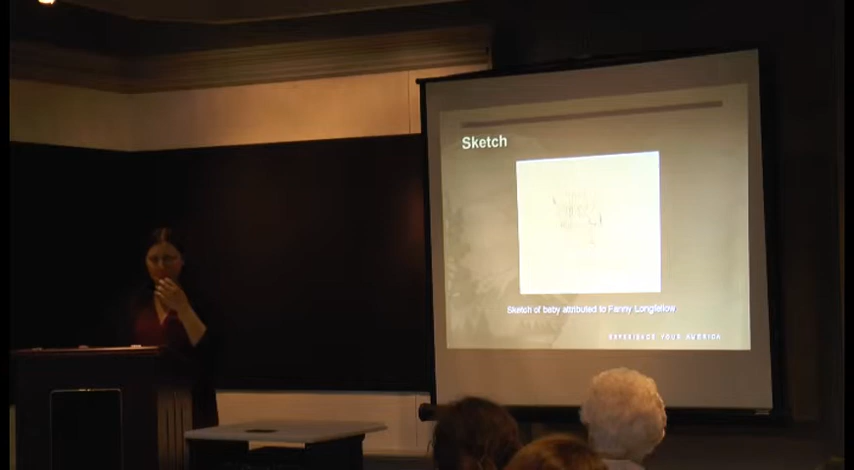 Sketch
Sketch of baby attributed to Fanny Longfellow
EXPERIENCE YOUR AMERICA